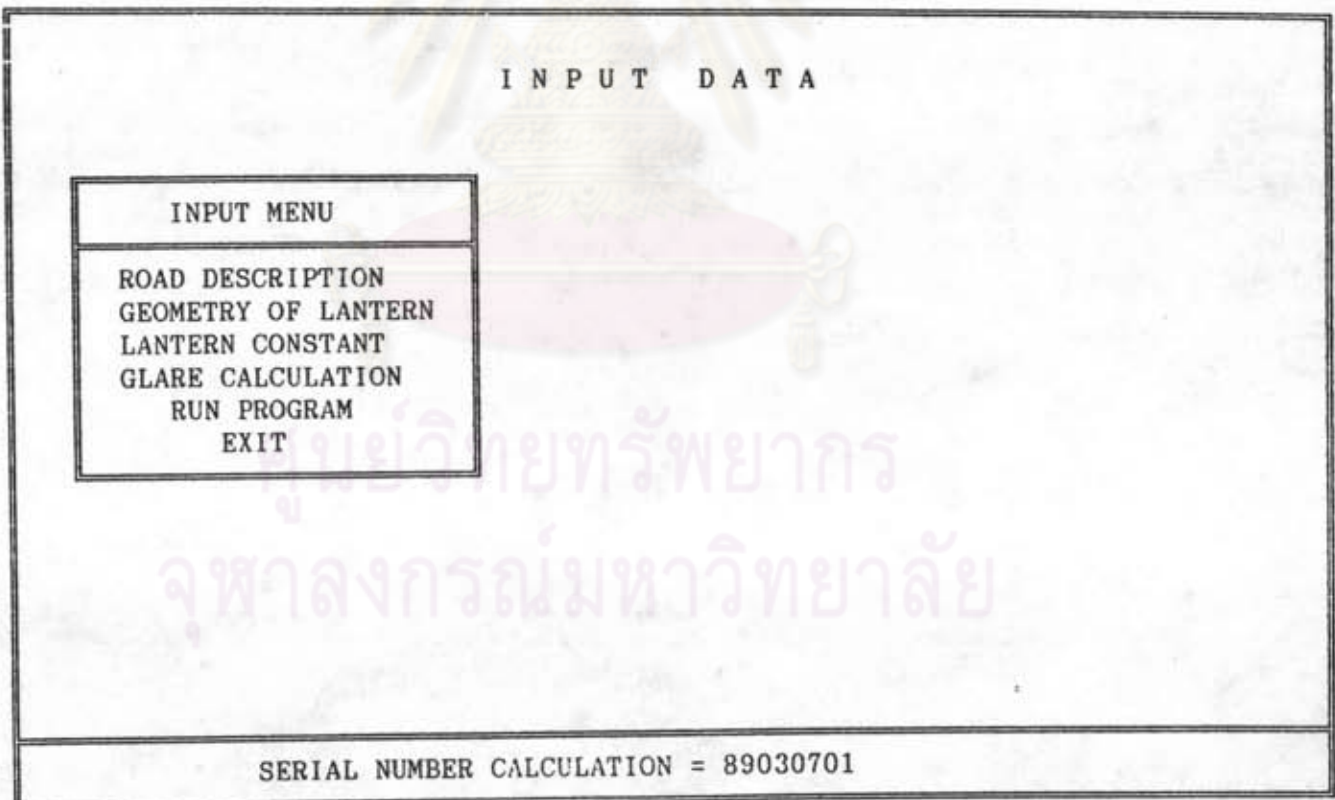 INPUT DATA
INPUT MENU
ROAD DESCRIPTION
GEOMETRY OF LANTERN
LANTERN CONSTANT
GLARE CALCULATION
RUN PROGRAM
EXIT
ศูนย์วิทยทรัพยากร
จุฬาลงกรณ์มหาวิทยาลัย
SERIAL NUMBER CALCULATION = 89030701